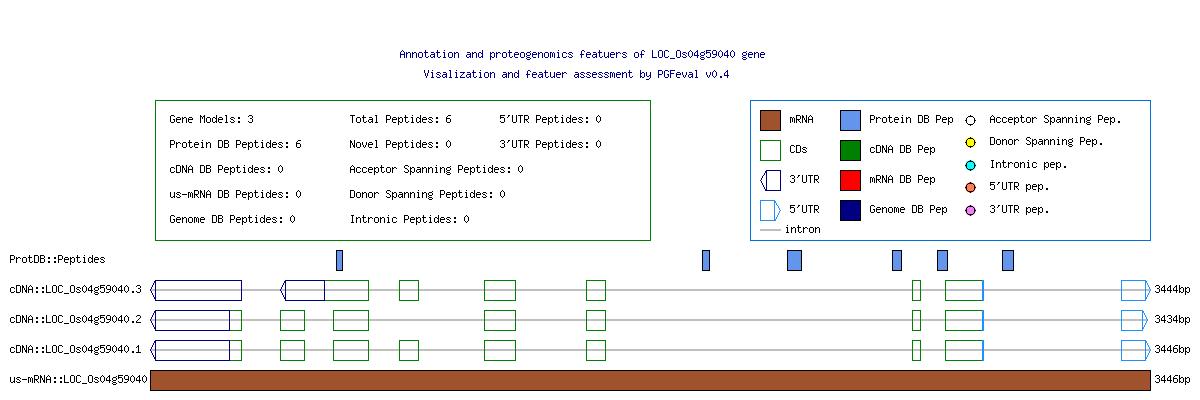 Annotation and proteogenomics featuers of LOC_Os04g59040 gene
Visalization and featuer assessment by PGFeval v0.4
Gene Models: 3 Total Peptides: 6 5'UTR Peptides: 0
Protein DB Peptides: 6 Novel Peptides: 0 3'UTR Peptides: 0
cDNA DB Peptides: 0 Acceptor Spanning Peptides: 0
us-mRNA DB Peptides: 0 Donor Spanning Peptides: 0
Genome DB Peptides: 0 Intronic Peptides: 0
mRNA Protein DB Pep Acceptor Spanning Pep.
CDs cDNA DB Pep Donor Spanning Pep.
3'UTR mRNA DB Pep Intronic pep.
5'UTR Genome DB Pep 5'UTR pep.
intron 3'UTR pep.
ProtDB::Peptides
cDNA::LOC_Os04g59040.3 3444bp
cDNA::LOC_Os04g59040.2 3434bp
cDNA::LOC_Os04g59040.1 3446bp
us-mRNA::LOC_Os04g59040 3446bp